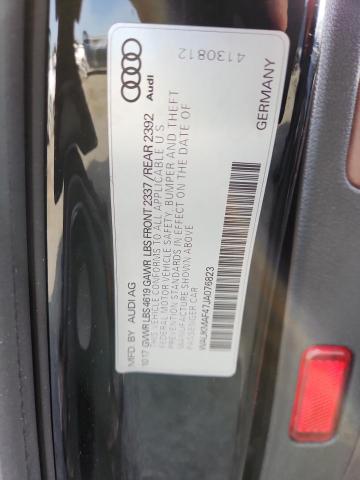 4130812
Audi
GERMANY
MFD BY AUDI AG
10 17 GVWR LBS 4619 GAWR LBS FRONT 2337 / REAR 2392
THIS VEHICLE CONFORMS TO ALL APPLICABLE U S
FEDERAL MOTOR VEHICLE SAFETY, BUMPER AND THEFT
PREVENTION STANDARDS IN EFFECT ON THE DATE OF
MANUFACTURE SHOWN ABOVE
PASSENGER CAR
WAUKMAF47JA076823